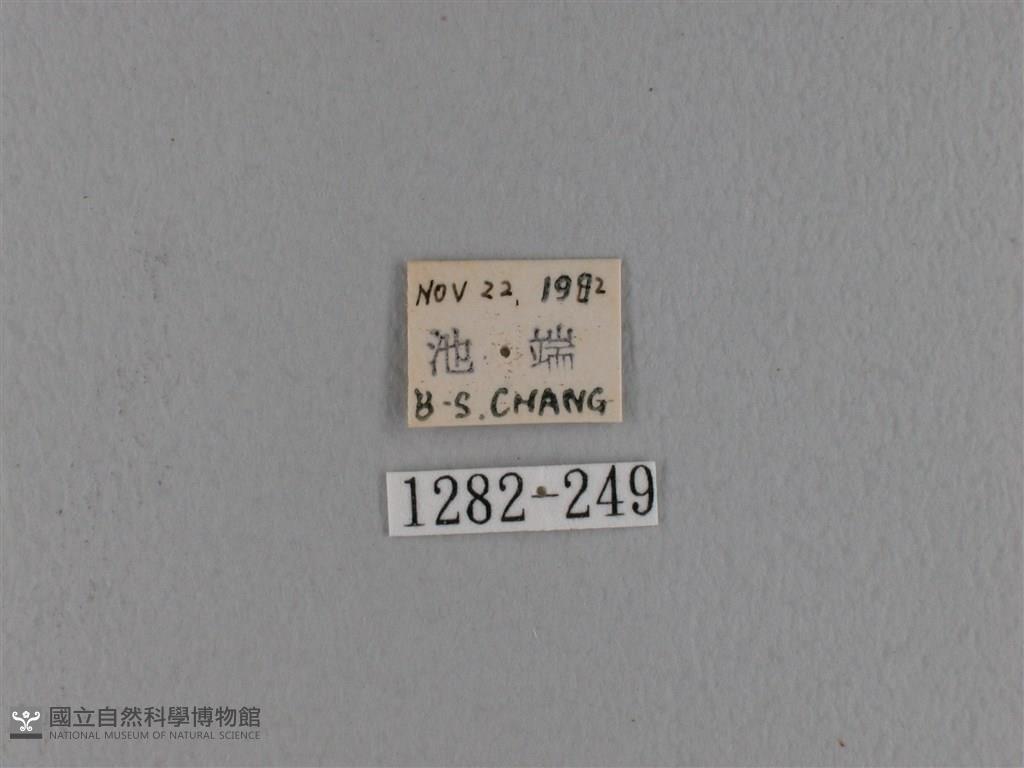 NOV 22, 1982
池 端
B-S. CHANG
1282-249
國立自然科學博物館
NATIONAL MUSEUM OF NATURAL SCIENCE